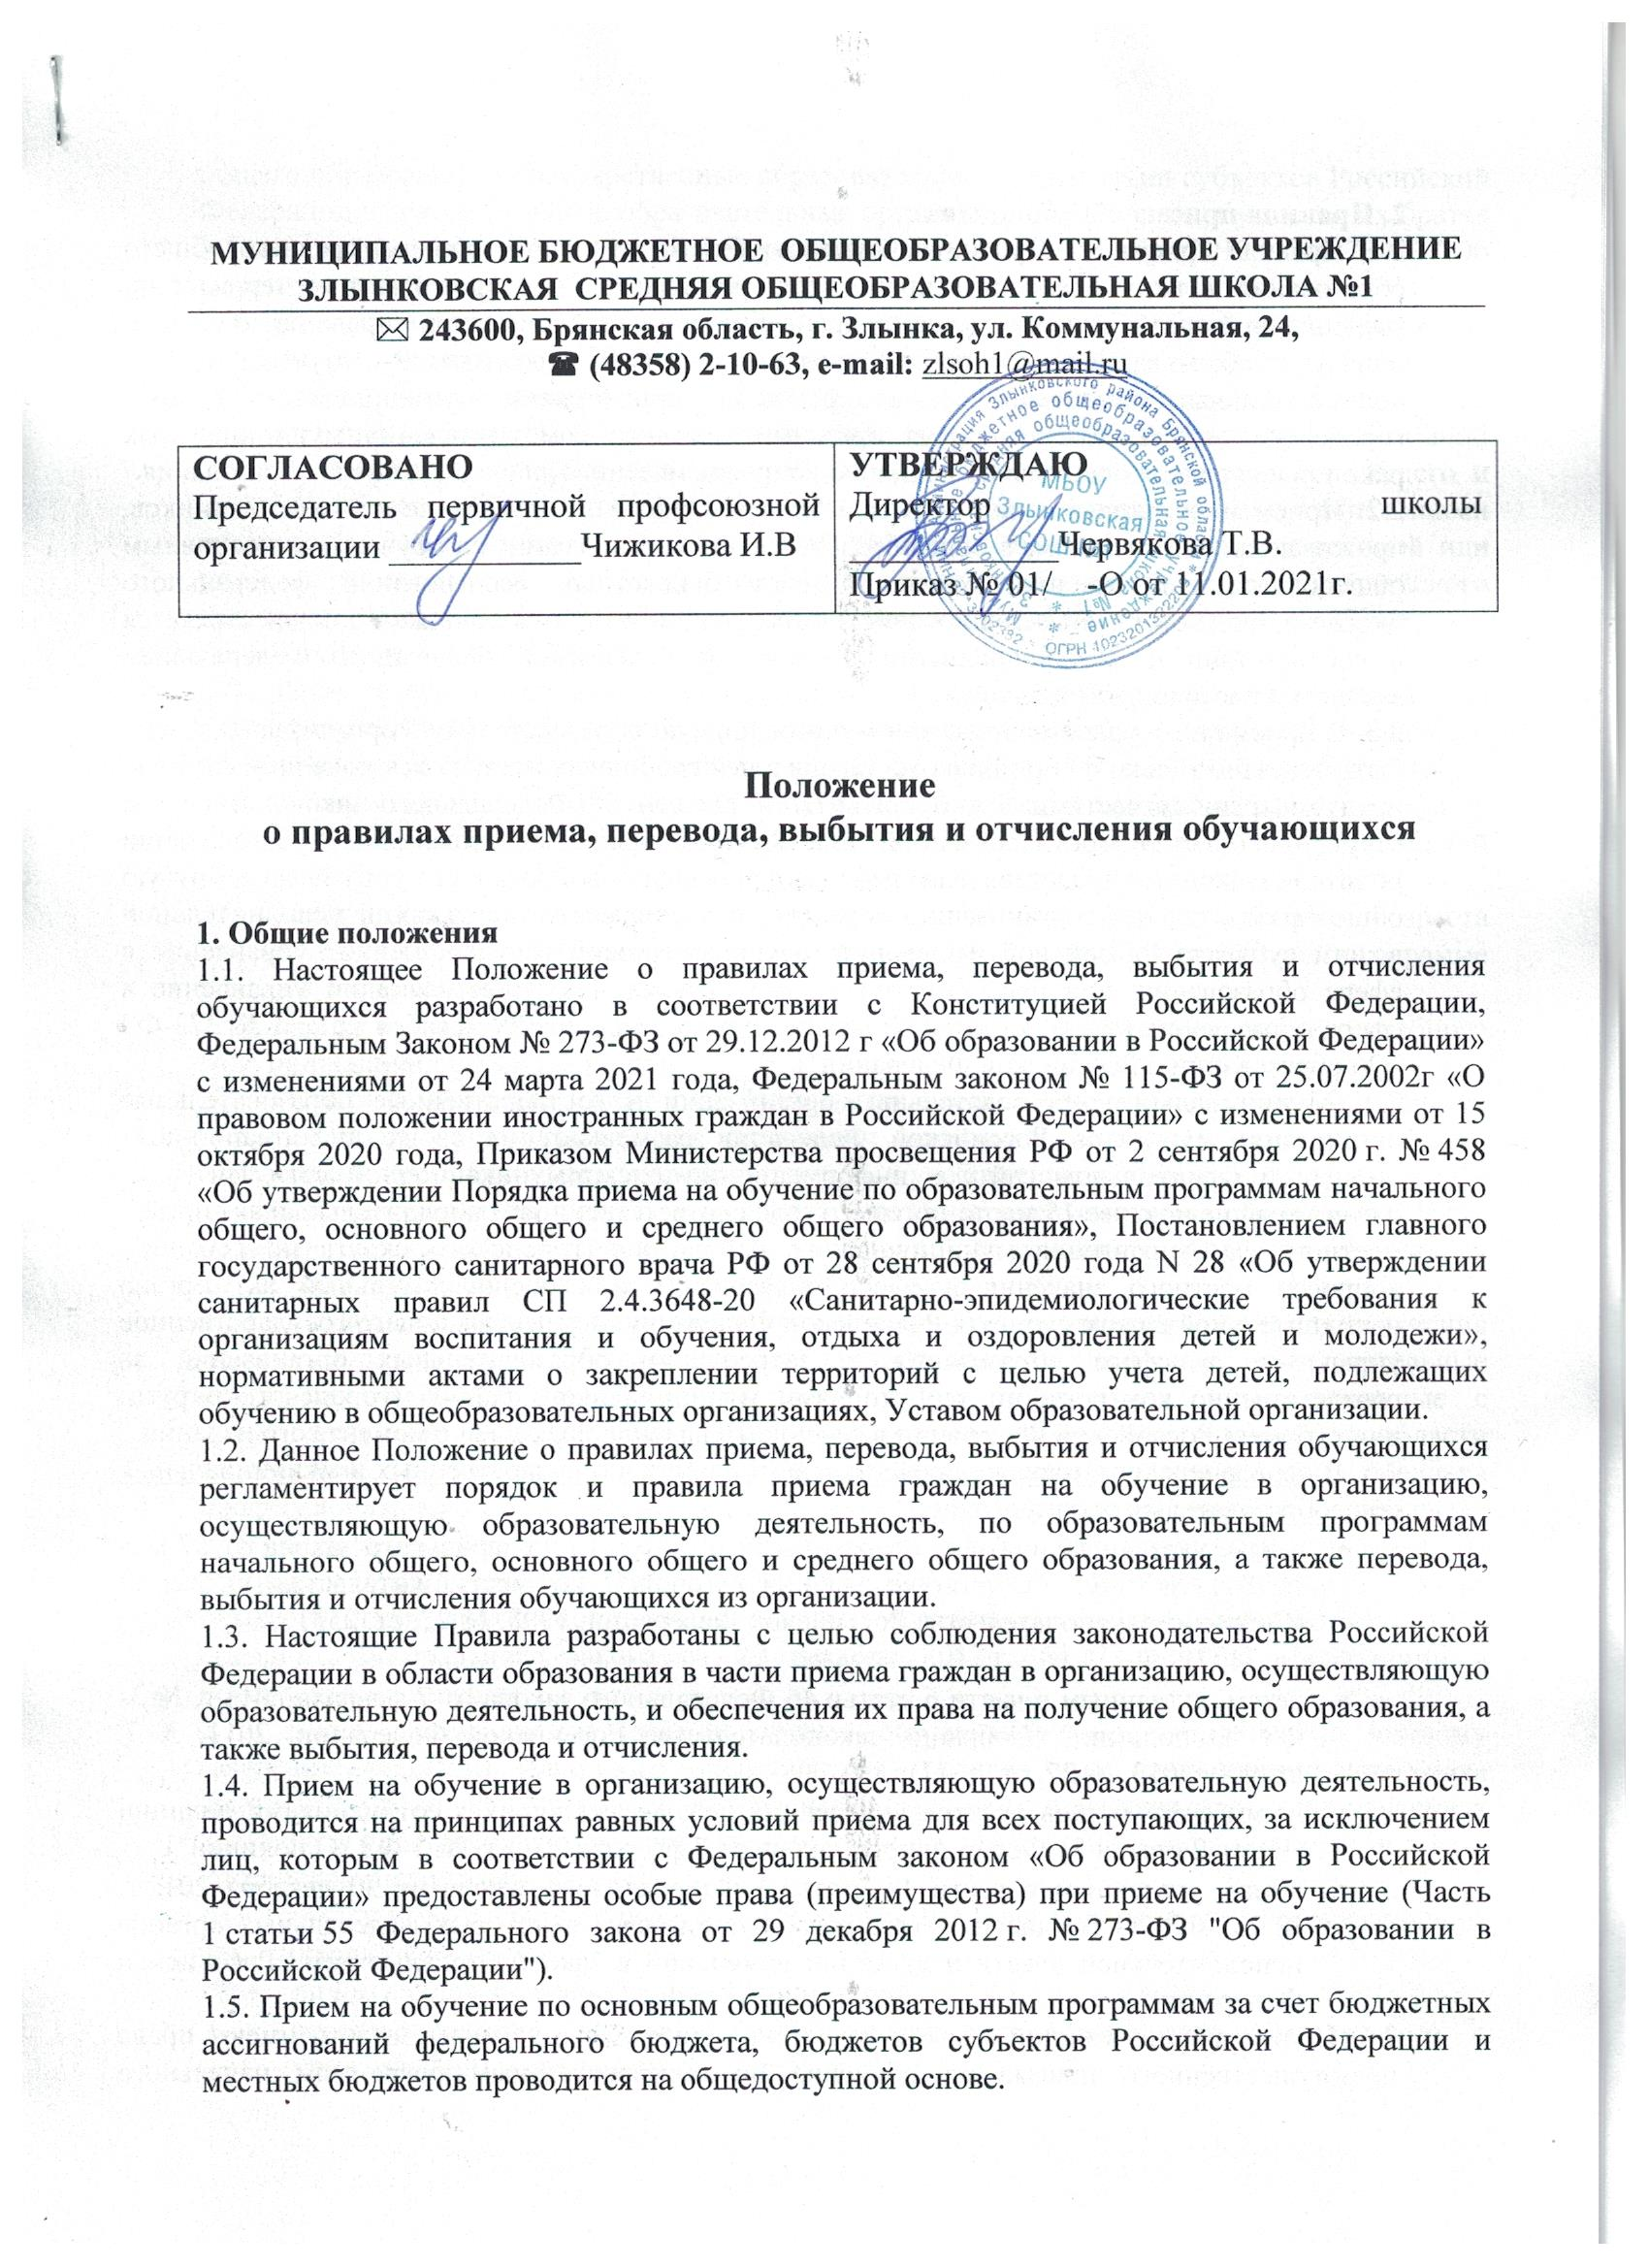 МУНИЦИПАЛЬНОЕ БЮДЖЕТНОЕ ОБЩЕОБРАЗОВАТЕЛЬНОЕ УЧРЕЖДЕНИЕ
ЗЛЫНКОВСКАЯ СРЕДНЯЯ ОБЩЕОБРАЗОВАТЕЛЬНАЯ ШКОЛА №1
243600, Брянская область, г. Злынка, ул. Коммунальная, 24,
(48358) 2-10-63, e-mail: zlsoh1@mail.ru
СОГЛАСОВАНО
Председатель первичной профсоюзной
организации ____________ Чижикова И.В
УТВЕРЖДАЮ
Директор школы
_____________ Червякова Т.В.
Приказ № 01/ -О от 11.01.2021г.
МБОУ
Злынковская
СОШ №1
Положение
о правилах приема, перевода, выбытия и отчисления обучающихся
1. Общие положения
1.1. Настоящее Положение о правилах приема, перевода, выбытия и отчисления
обучающихся разработано в соответствии с Конституцией Российской Федерации,
Федеральным Законом № 273-ФЗ от 29.12.2012 г «Об образовании в Российской Федерации»
с изменениями от 24 марта 2021 года, Федеральным законом № 115-ФЗ от 25.07.2002г «О
правовом положении иностранных граждан в Российской Федерации» с изменениями от 15
октября 2020 года, Приказом Министерства просвещения РФ от 2 сентября 2020 г. № 458
«Об утверждении Порядка приема на обучение по образовательным программам начального
общего, основного общего и среднего общего образования», Постановлением главного
государственного санитарного врача РФ от 28 сентября 2020 года N 28 «Об утверждении
санитарных правил СП 2.4.3648-20 «Санитарно-эпидемиологические требования к
организациям воспитания и обучения, отдыха и оздоровления детей и молодежи»,
нормативными актами о закреплении территорий с целью учета детей, подлежащих
обучению в общеобразовательных организациях, Уставом образовательной организации.
1.2. Данное Положение о правилах приема, перевода, выбытия и отчисления обучающихся
регламентирует порядок и правила приема граждан на обучение в организацию,
осуществляющую образовательную деятельность, по образовательным программам
начального общего, основного общего и среднего общего образования, а также перевода,
выбытия и отчисления обучающихся из организации.
1.3. Настоящие Правила разработаны с целью соблюдения законодательства Российской
Федерации в области образования в части приема граждан в организацию, осуществляющую
образовательную деятельность, и обеспечения их права на получение общего образования, а
также выбытия, перевода и отчисления.
1.4. Прием на обучение в организацию, осуществляющую образовательную деятельность,
проводится на принципах равных условий приема для всех поступающих, за исключением
лиц, которым в соответствии с Федеральным законом «Об образовании в Российской
Федерации» предоставлены особые права (преимущества) при приеме на обучение (Часть
1 статьи 55 Федерального закона от 29 декабря 2012 г. № 273-ФЗ "Об образовании в
Российской Федерации").
1.5. Прием на обучение по основным общеобразовательным программам за счет бюджетных
ассигнований федерального бюджета, бюджетов субъектов Российской Федерации и
местных бюджетов проводится на общедоступной основе.